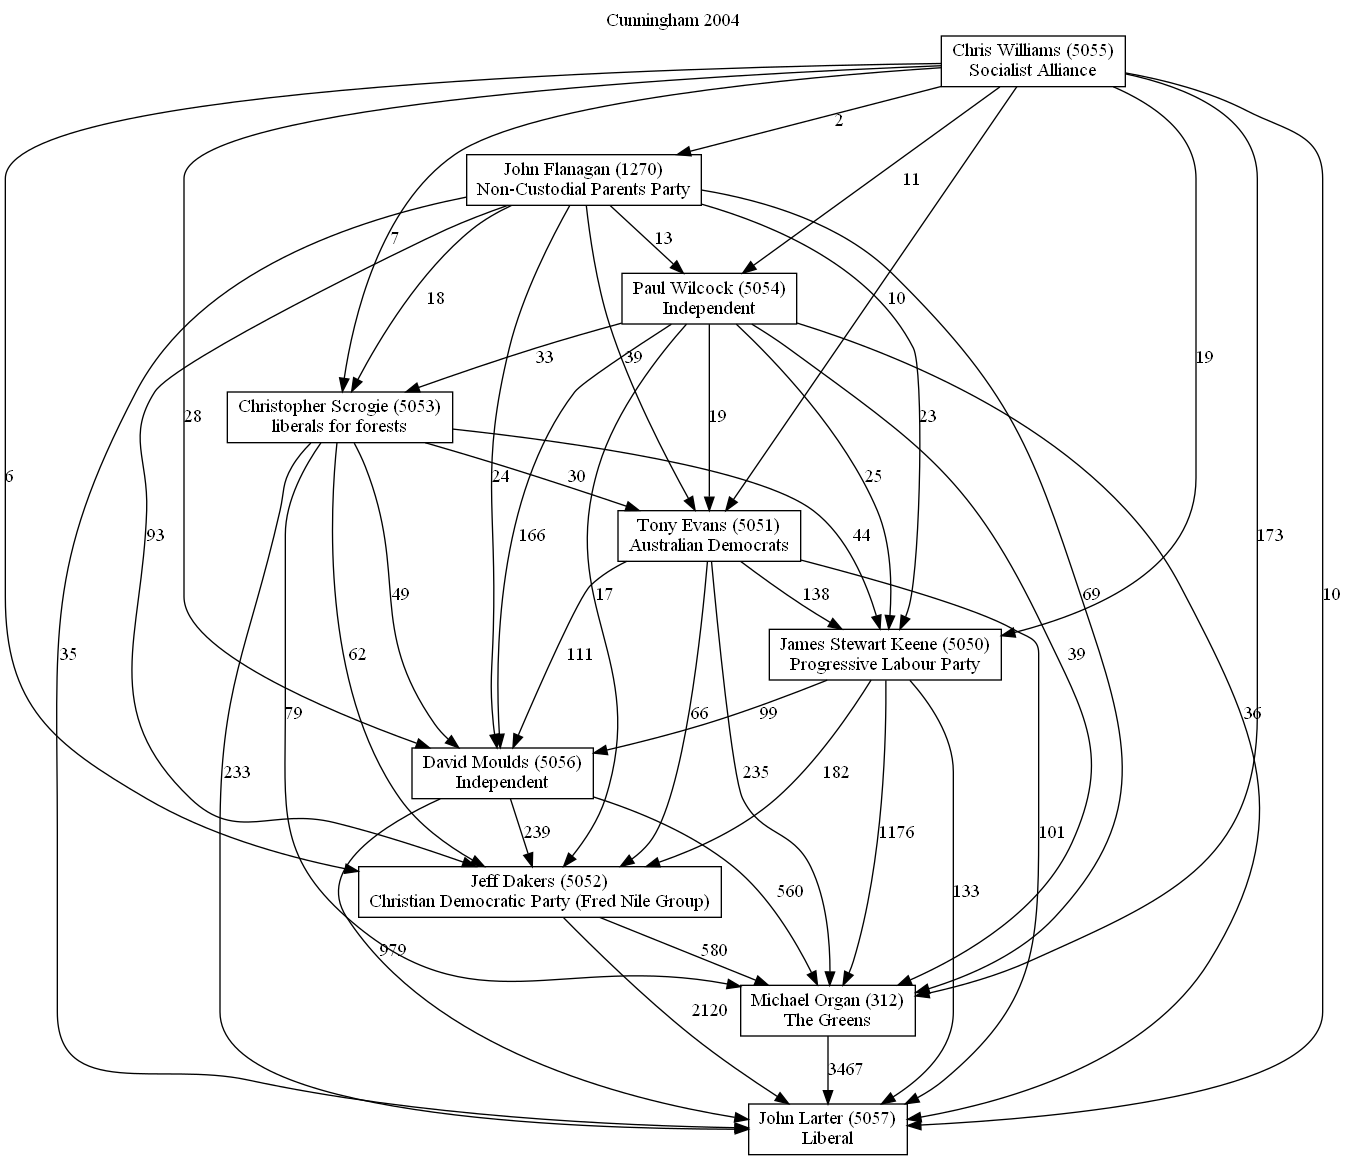 Cunningham 2004
Chris Williams (5055)
Socialist Alliance
2
John Flanagan (1270)
Non-Custodial Parents Party
11
7
13
Paul Wilcock (5054)
Independent
18
10
33
39
19
Christopher Scrogie (5053)
liberals for forests
28
19
23
6
24
30
25
Tony Evans (5051)
Australian Democrats
93
166
44
173
49
17
138
69
10
James Stewart Keene (5050)
Progressive Labour Party
35
62
111
39
79
66
99
36
David Moulds (5056)
Independent
233
235
182
239
1176
101
Jeff Dakers (5052)
Christian Democratic Party (Fred Nile Group)
560
133
979
580
Michael Organ (312)
The Greens
2120
3467
John Larter (5057)
Liberal